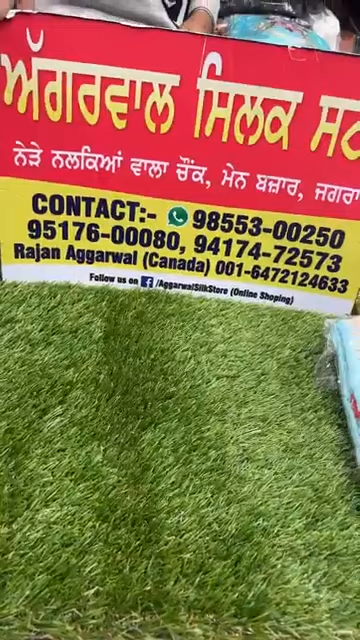 ਅੱਗਰਵਾਲ ਸਿਲਕ
ਨੇੜੇ ਨਲਕਿਆਂ ਵਾਲਾ ਚੌਂਕ, ਮੇਨ ਬਜ਼ਾਰ, ਜਗਰਾ
CONTACT:- 98553-00250
95176-00080, 94174-72573
Rajan Aggarwal (Canada) 001-6472124633
Follow us on f /AggarwalSilkStore (Online Shoping)